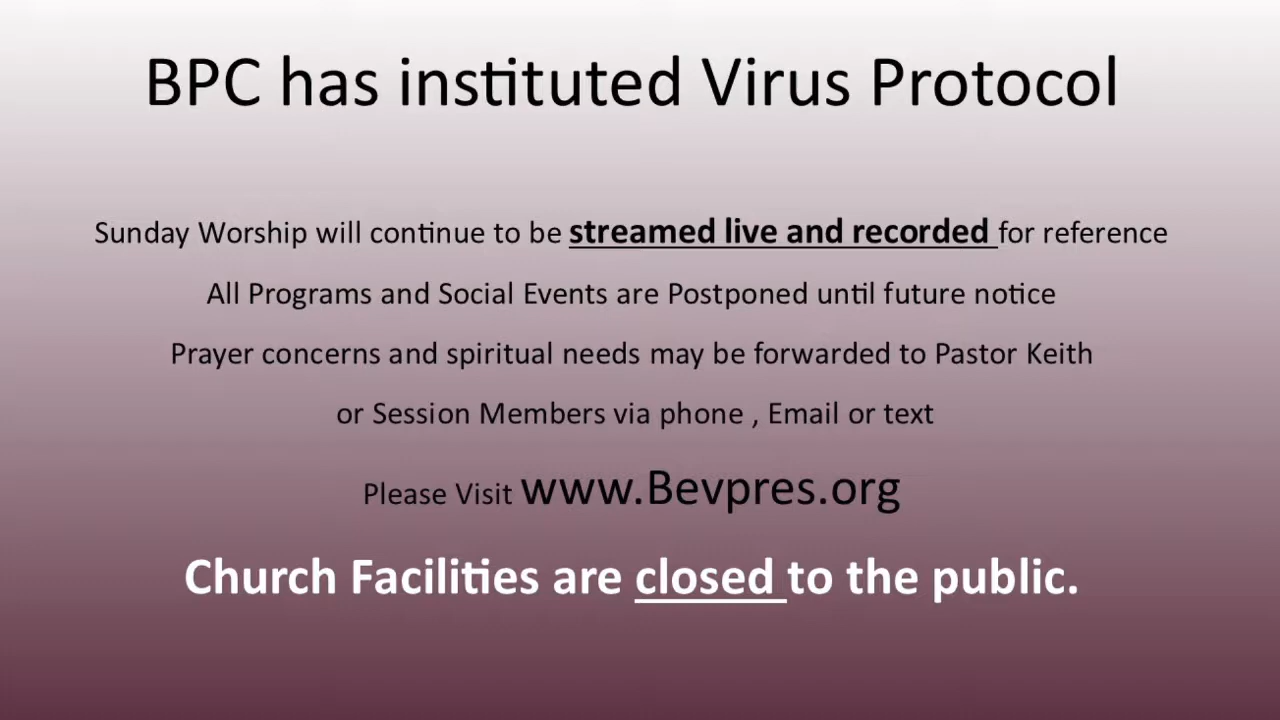 BPC has instituted Virus Protocol
Sunday Worship will continue to be streamed live and recorded for reference
All Programs and Social Events are Postponed until future notice
Prayer concerns and spiritual needs may be forwarded to Pastor Keith
or Session Members via phone , Email or text
Please Visit www.Bevpres.org
Church Facilities are closed to the public.